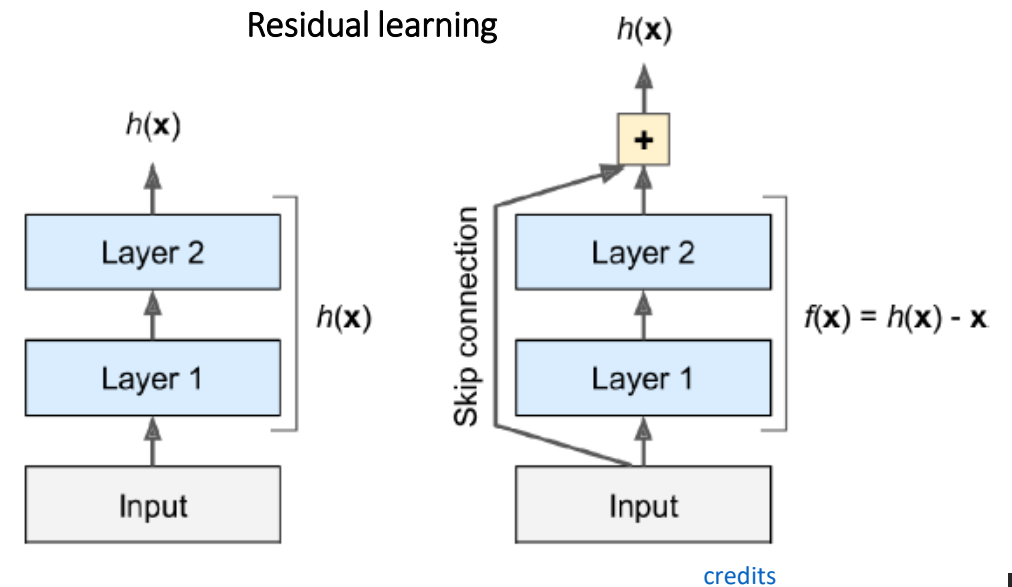 Residual learning
h(x)
Layer 2
Layer 1
h(x)
Input
h(x)
+
Skip connection
Layer 2
Layer 1
f(x) = h(x) - x
Input
credits